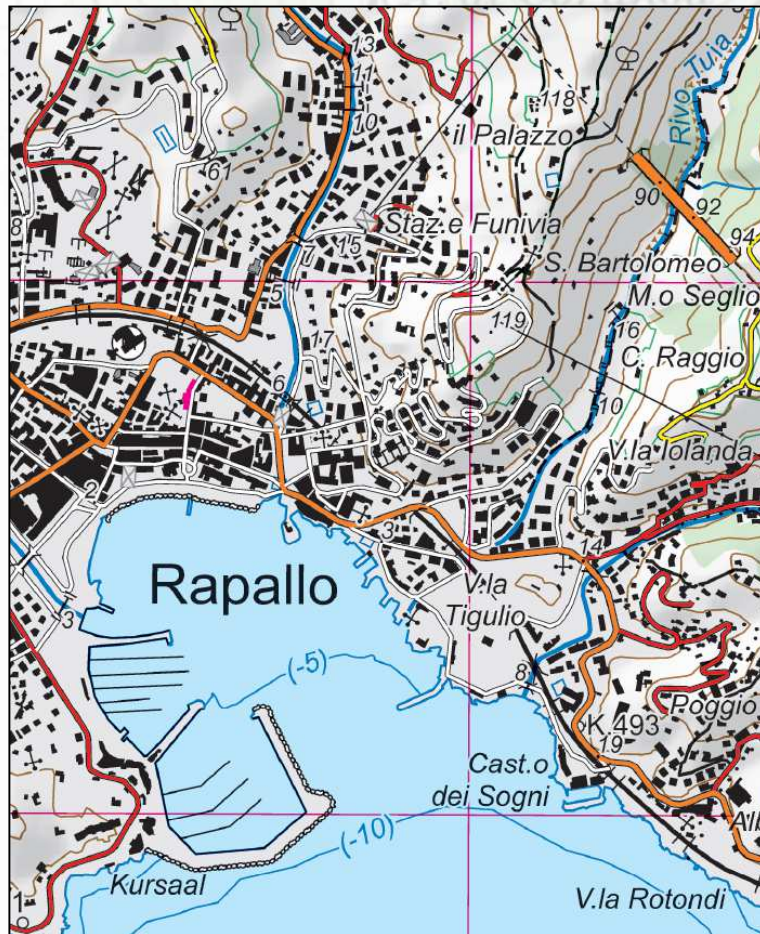 13
11
10
118
il Palazzo
Rivo Tuia
61
90
92
94
8
Staz.e Funivia
15
7
S. Bartolomeo
5
M.o Seglio
119
16
17
C. Raggio
6
10
V.la Iolanda
2
3
14
Rapallo
V.la
Tigulio
3
8
(-5)
Poggio
K 493
19
Cast.o
dei Sogni
Alb
(-10)
Kursaal
V.la Rotondi
1